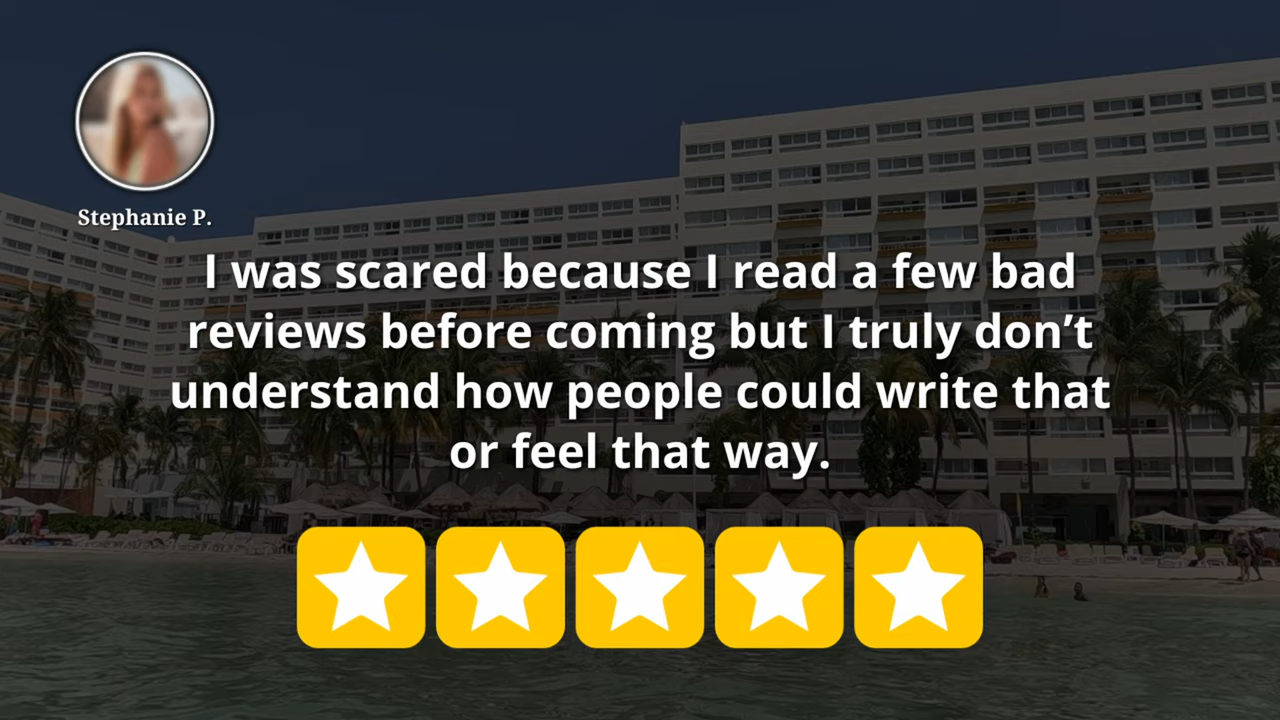 Stephanie P.
I was scared because I read a few bad
reviews before coming but I truly don’t
understand how people could write that
or feel that way.